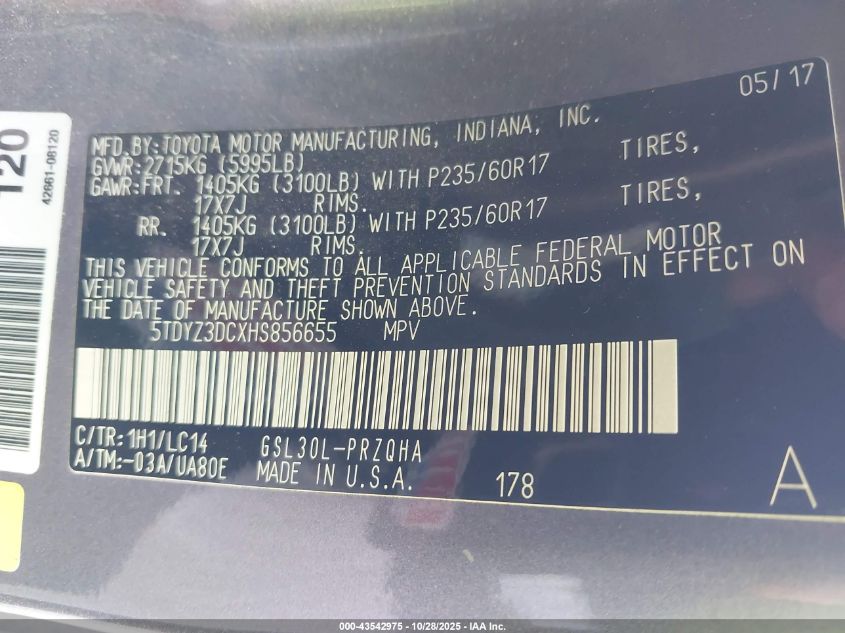 05/17
MFD.BY:TOYOTA MOTOR MANUFACTURING, INDIANA, INC.
GVWR:2715KG (5995LB)
GAWR:FRT. 1405KG (3100LB) WITH P235/60R17 TIRES,
17X7J RIMS.
RR. 1405KG (3100LB) WITH P235/60R17 TIRES,
17X7J RIMS.
THIS VEHICLE CONFORMS TO ALL APPLICABLE FEDERAL MOTOR
VEHICLE SAFETY AND THEFT PREVENTION STANDARDS IN EFFECT ON
THE DATE OF MANUFACTURE SHOWN ABOVE.
5TDYZ3DCXHS856655 MPV
C/TR:1H1/LC14 GSL30L-PRZQHA
A/TM:-03A/UA80E MADE IN U.S.A. 178 A
120
42661-08120
000-43542975 - 10/28/2025 - IAA Inc.